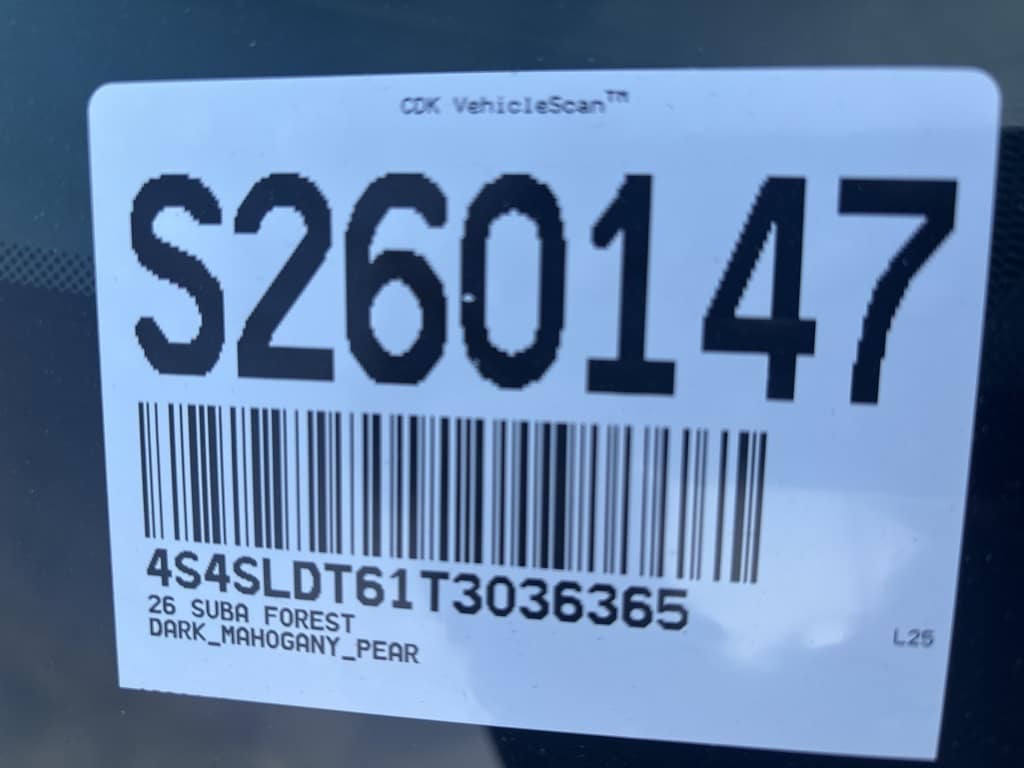 CDK VehicleScan™
S260147
4S4SLDT61T3036365
26 SUBA FOREST
DARK_MAHOGANY_PEAR
L25